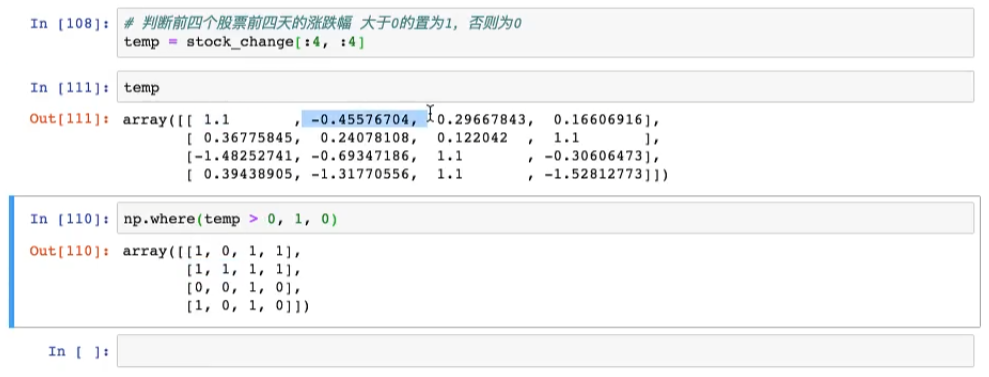 In [108]: # 判断前四个股票前四天的涨跌幅 大于0的置为1，否则为0
temp = stock_change[:4, :4]
In [111]: temp
Out[111]: array([[ 1.1       , -0.45576704,  0.29667843,  0.16606916],
[ 0.36775845,  0.24078108,  0.122042  ,  1.1       ],
[-1.48252741, -0.69347186,  1.1       , -0.30606473],
[ 0.39438905, -1.31770556,  1.1       , -1.52812773]])
In [110]: np.where(temp > 0, 1, 0)
Out[110]: array([[1, 0, 1, 1],
[1, 1, 1, 1],
[0, 0, 1, 0],
[1, 0, 1, 0]])
In [ ]: